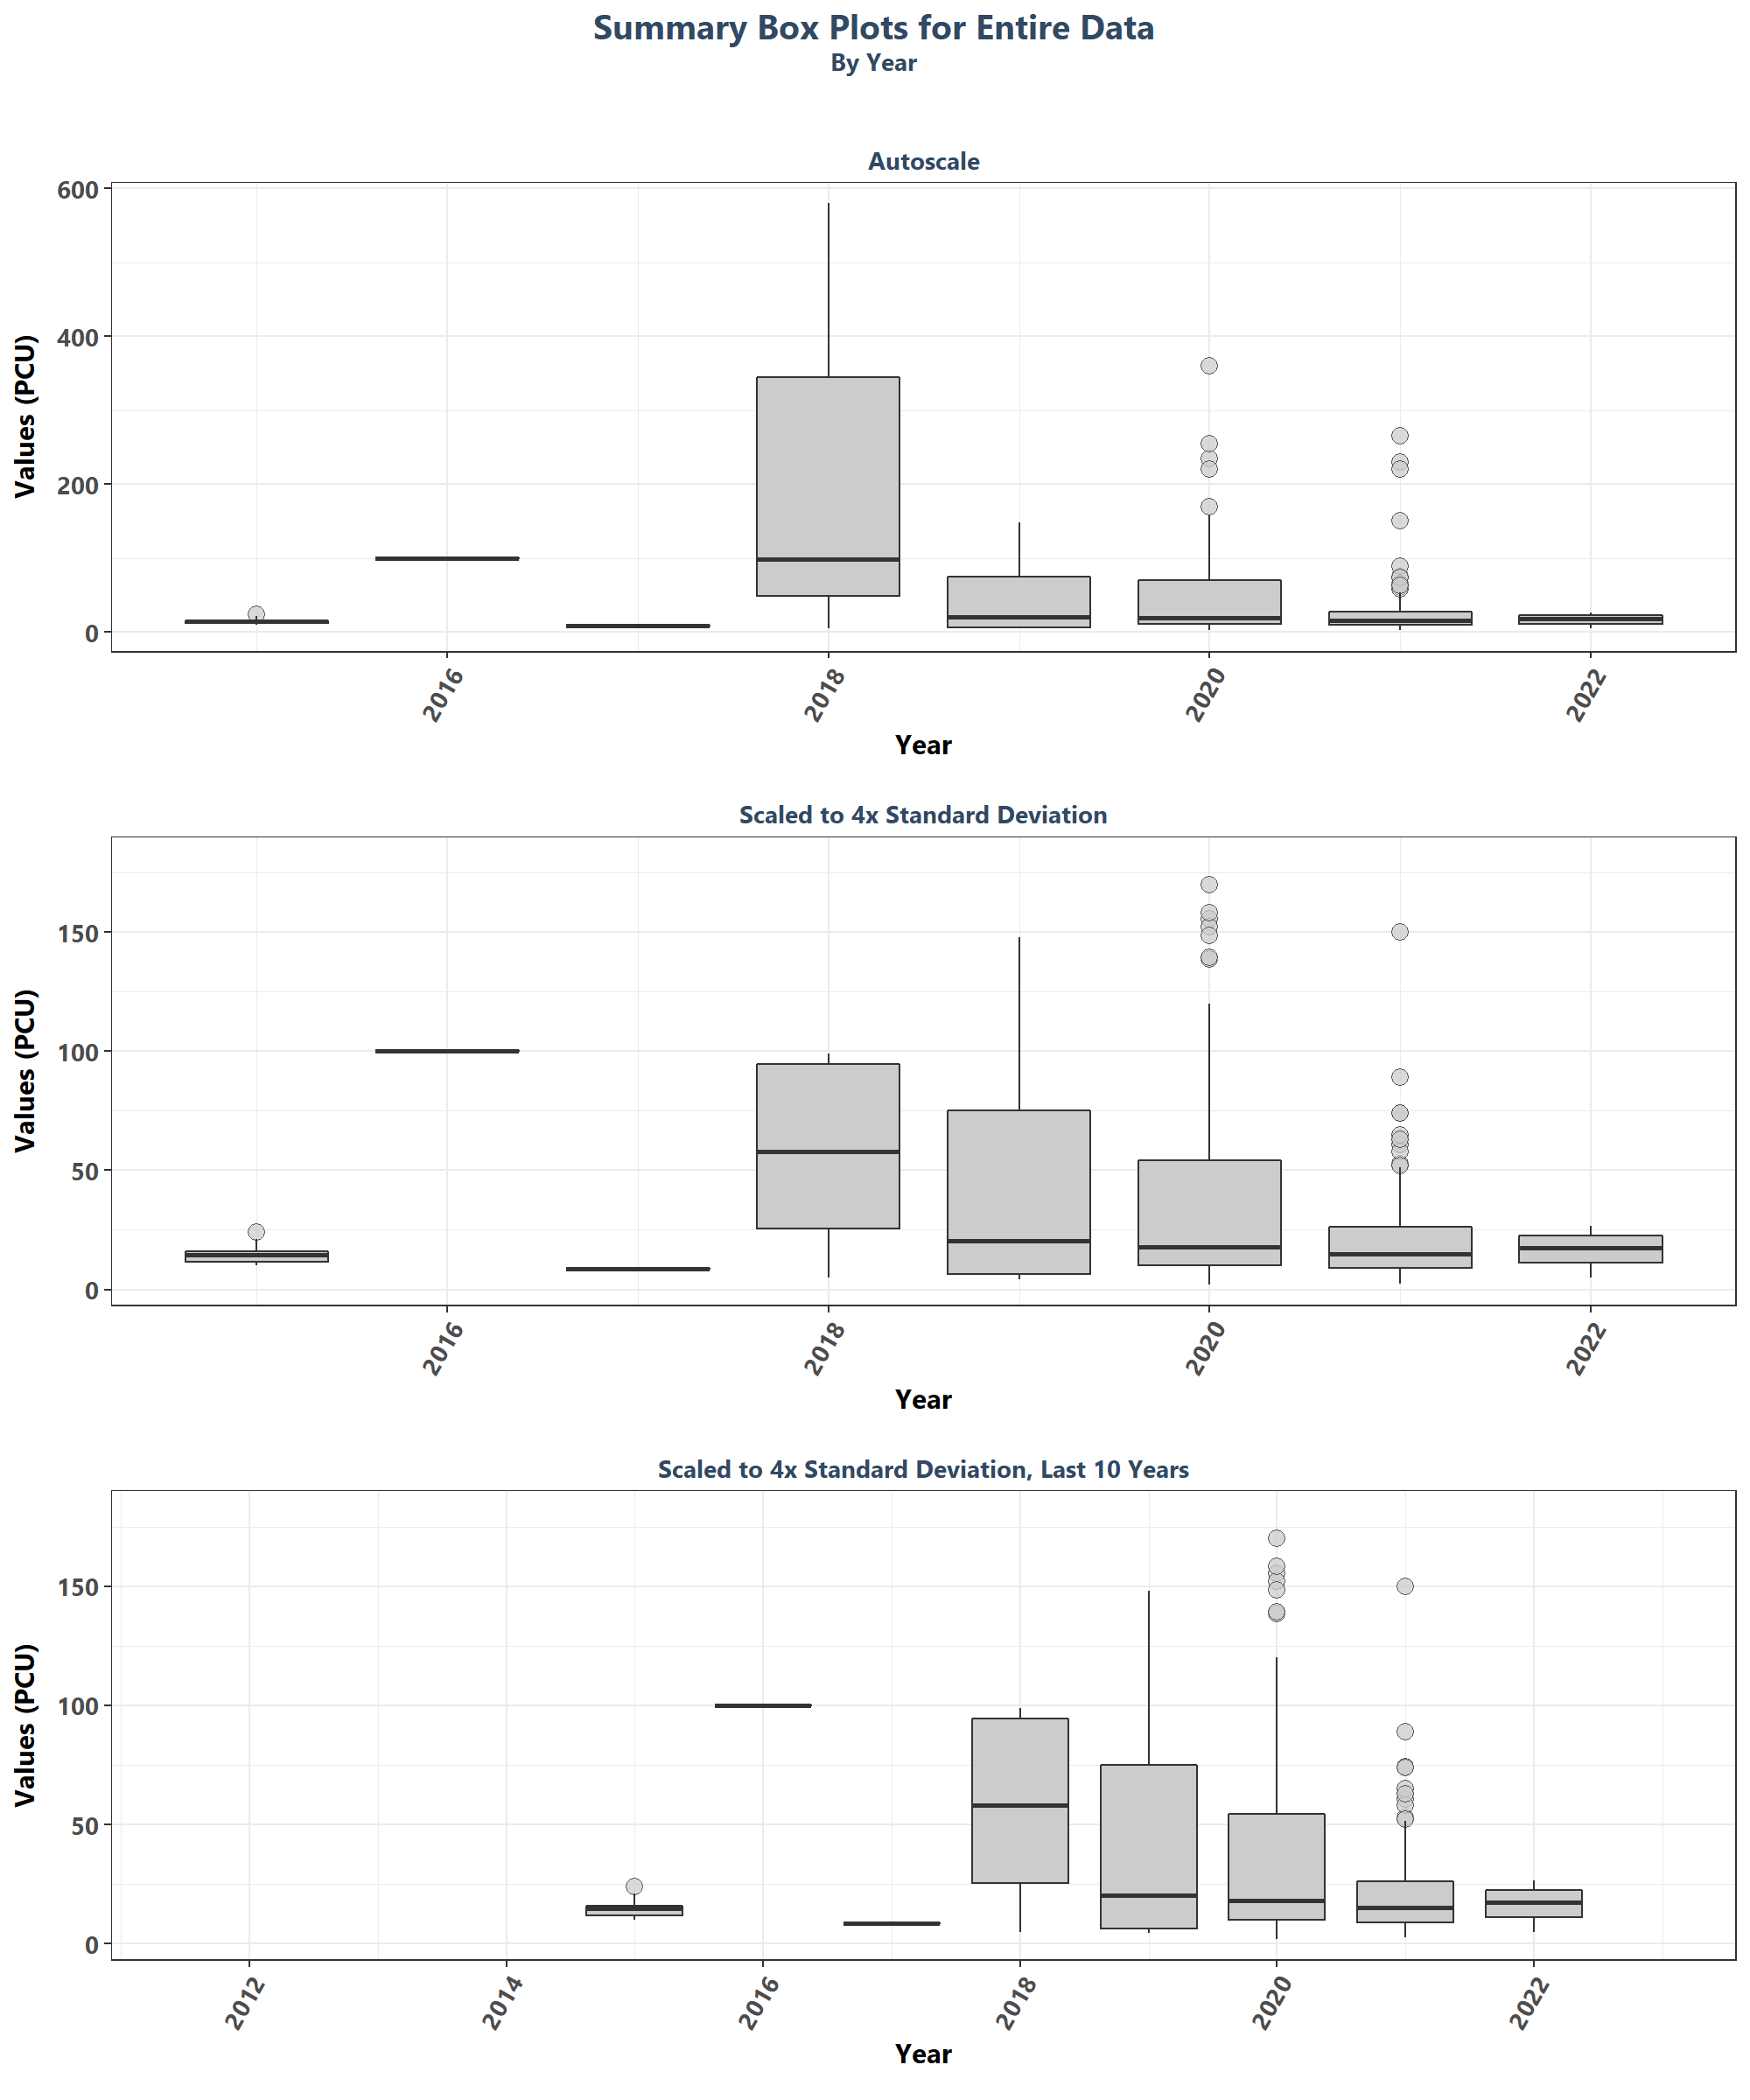 Summary Box Plots for Entire Data
By Year
Autoscale
Values (PCU)
600
400
200
0
2016
2018
2020
2022
Year
Scaled to 4x Standard Deviation
Values (PCU)
150
100
50
0
2016
2018
2020
2022
Year
Scaled to 4x Standard Deviation, Last 10 Years
Values (PCU)
150
100
50
0
2012
2014
2016
2018
2020
2022
Year